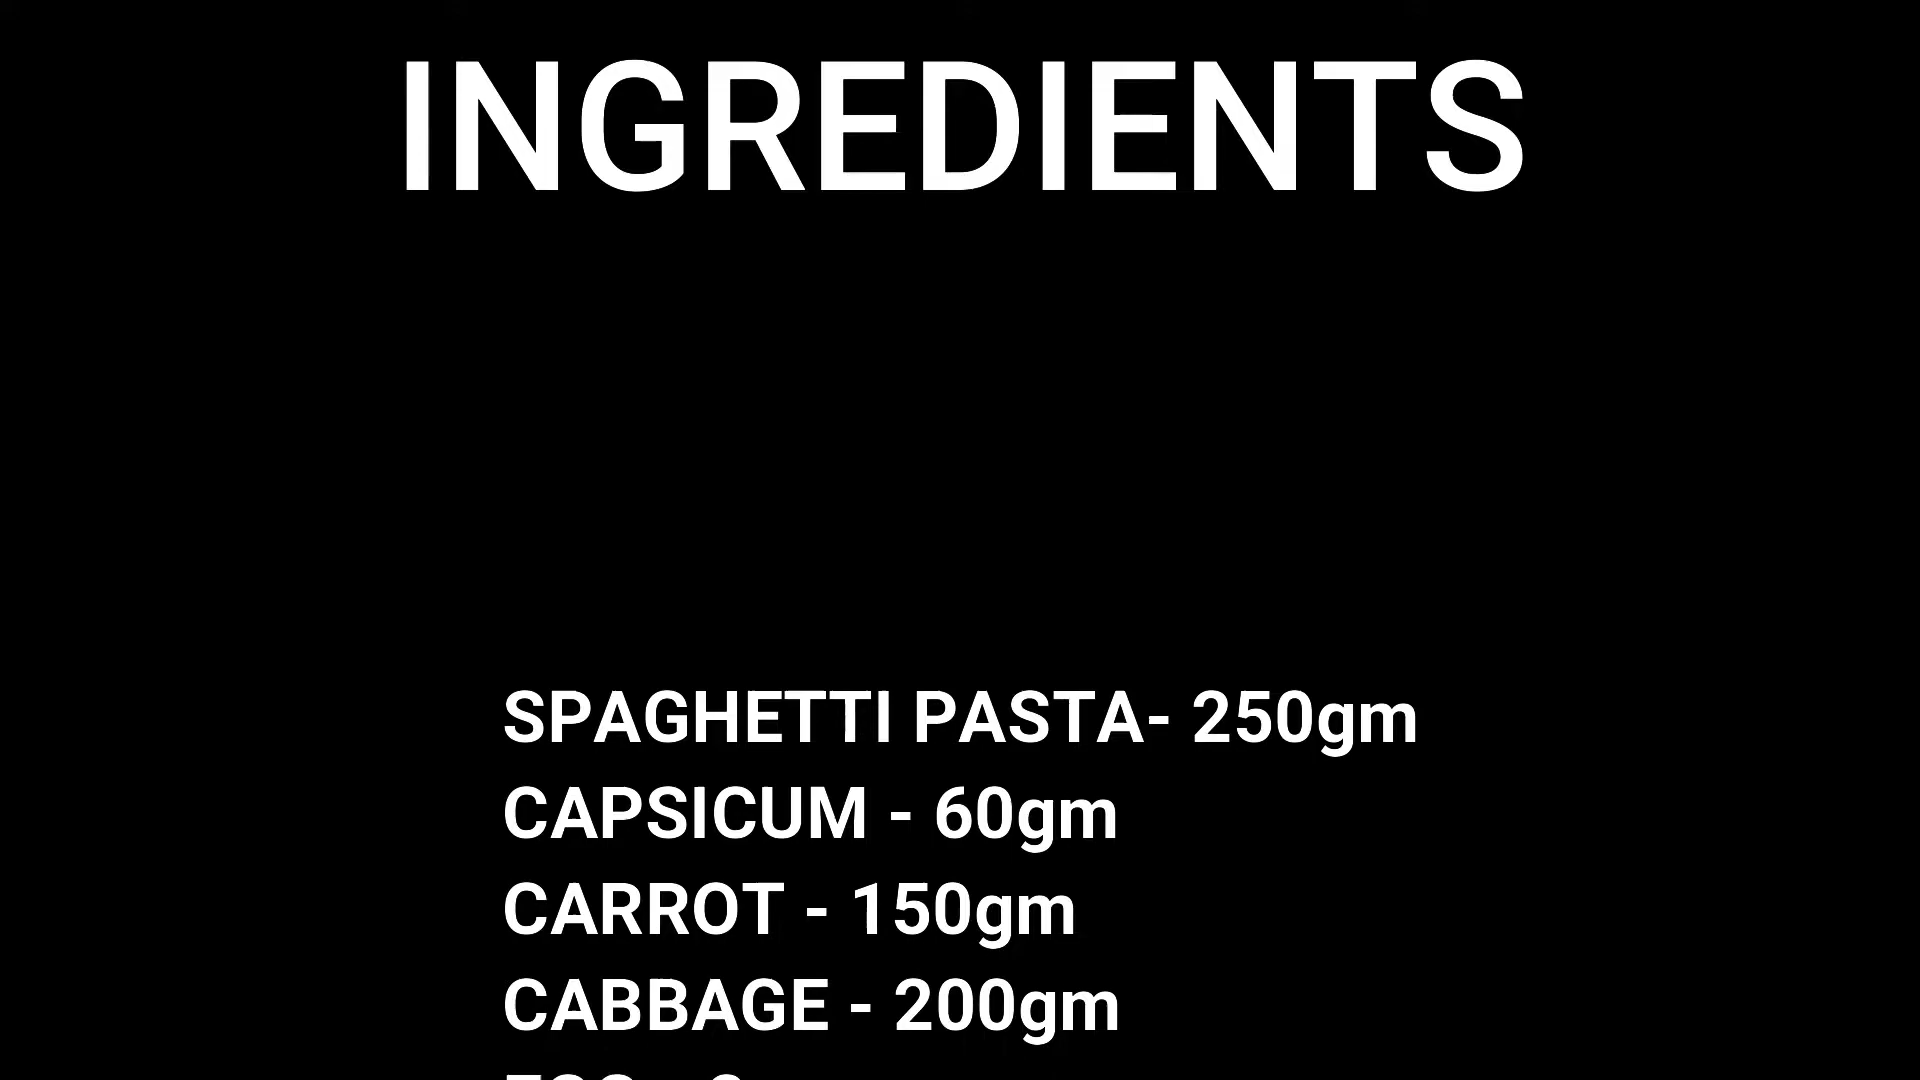 INGREDIENTS
SPAGHETTI PASTA- 250gm
CAPSICUM - 60gm
CARROT - 150gm
CABBAGE - 200gm